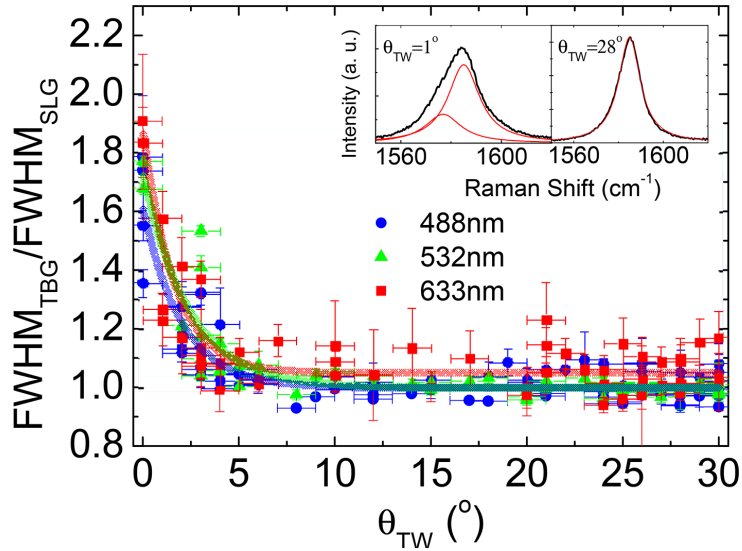 FWHM_TBG/FWHM_SLG
2.2
2.0
1.8
1.6
1.4
1.2
1.0
0.8
0 5 10 15 20 25 30
θ_TW (°)
Intensity (a. u.)
θ_TW=1° θ_TW=28°
1560 1600 1560 1600
Raman Shift (cm⁻¹)
488nm
532nm
633nm